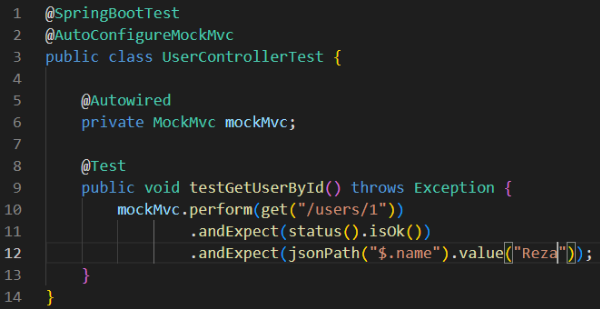 1 @SpringBootTest
2 @AutoConfigureMockMvc
3 public class UserControllerTest {
4
5     @Autowired
6     private MockMvc mockMvc;
7
8     @Test
9     public void testGetUserById() throws Exception {
10         mockMvc.perform(get("/users/1"))
11                 .andExpect(status().isOk())
12                 .andExpect(jsonPath("$.name").value("Reza"));
13     }
14 }